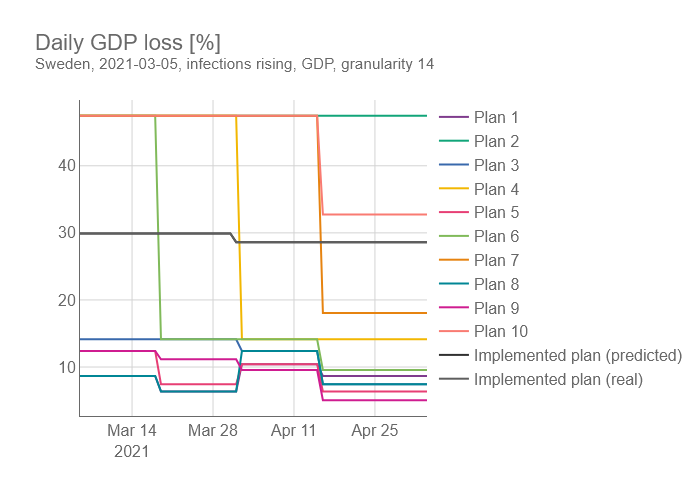 Daily GDP loss [%]
Sweden, 2021-03-05, infections rising, GDP, granularity 14
40
30
20
10
Mar 14
2021
Mar 28
Apr 11
Apr 25
Plan 1
Plan 2
Plan 3
Plan 4
Plan 5
Plan 6
Plan 7
Plan 8
Plan 9
Plan 10
Implemented plan (predicted)
Implemented plan (real)